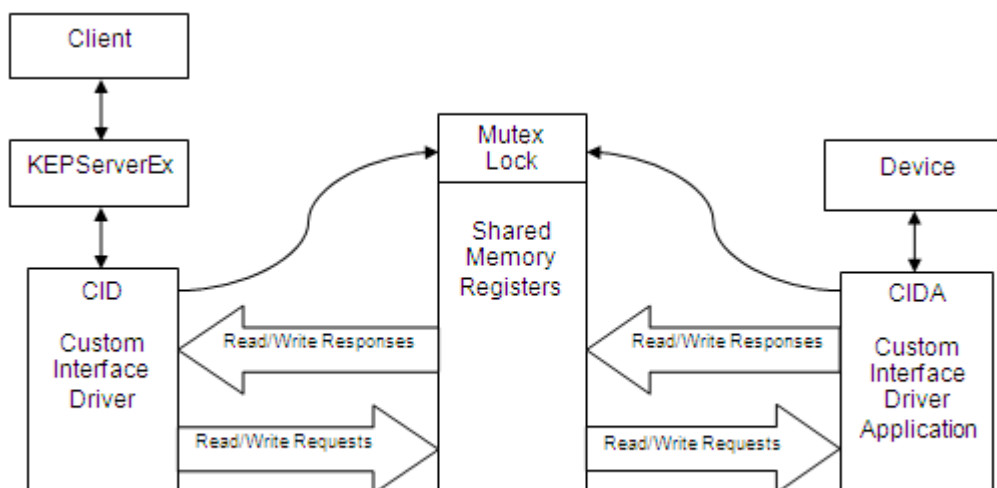 Client
KEPServerEx
CID
Custom
Interface
Driver
Mutex
Lock
Shared
Memory
Registers
Device
CIDA
Custom
Interface
Driver
Application
Read/Write Responses
Read/Write Responses
Read/Write Requests
Read/Write Requests